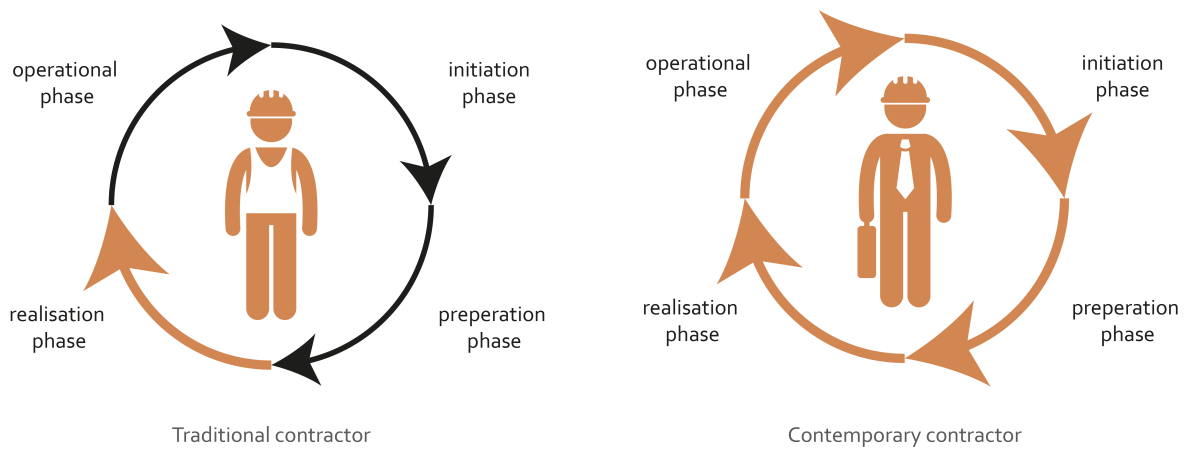 operational
phase
initiation
phase
realisation
phase
preperation
phase
Traditional contractor
operational
phase
initiation
phase
realisation
phase
preperation
phase
Contemporary contractor